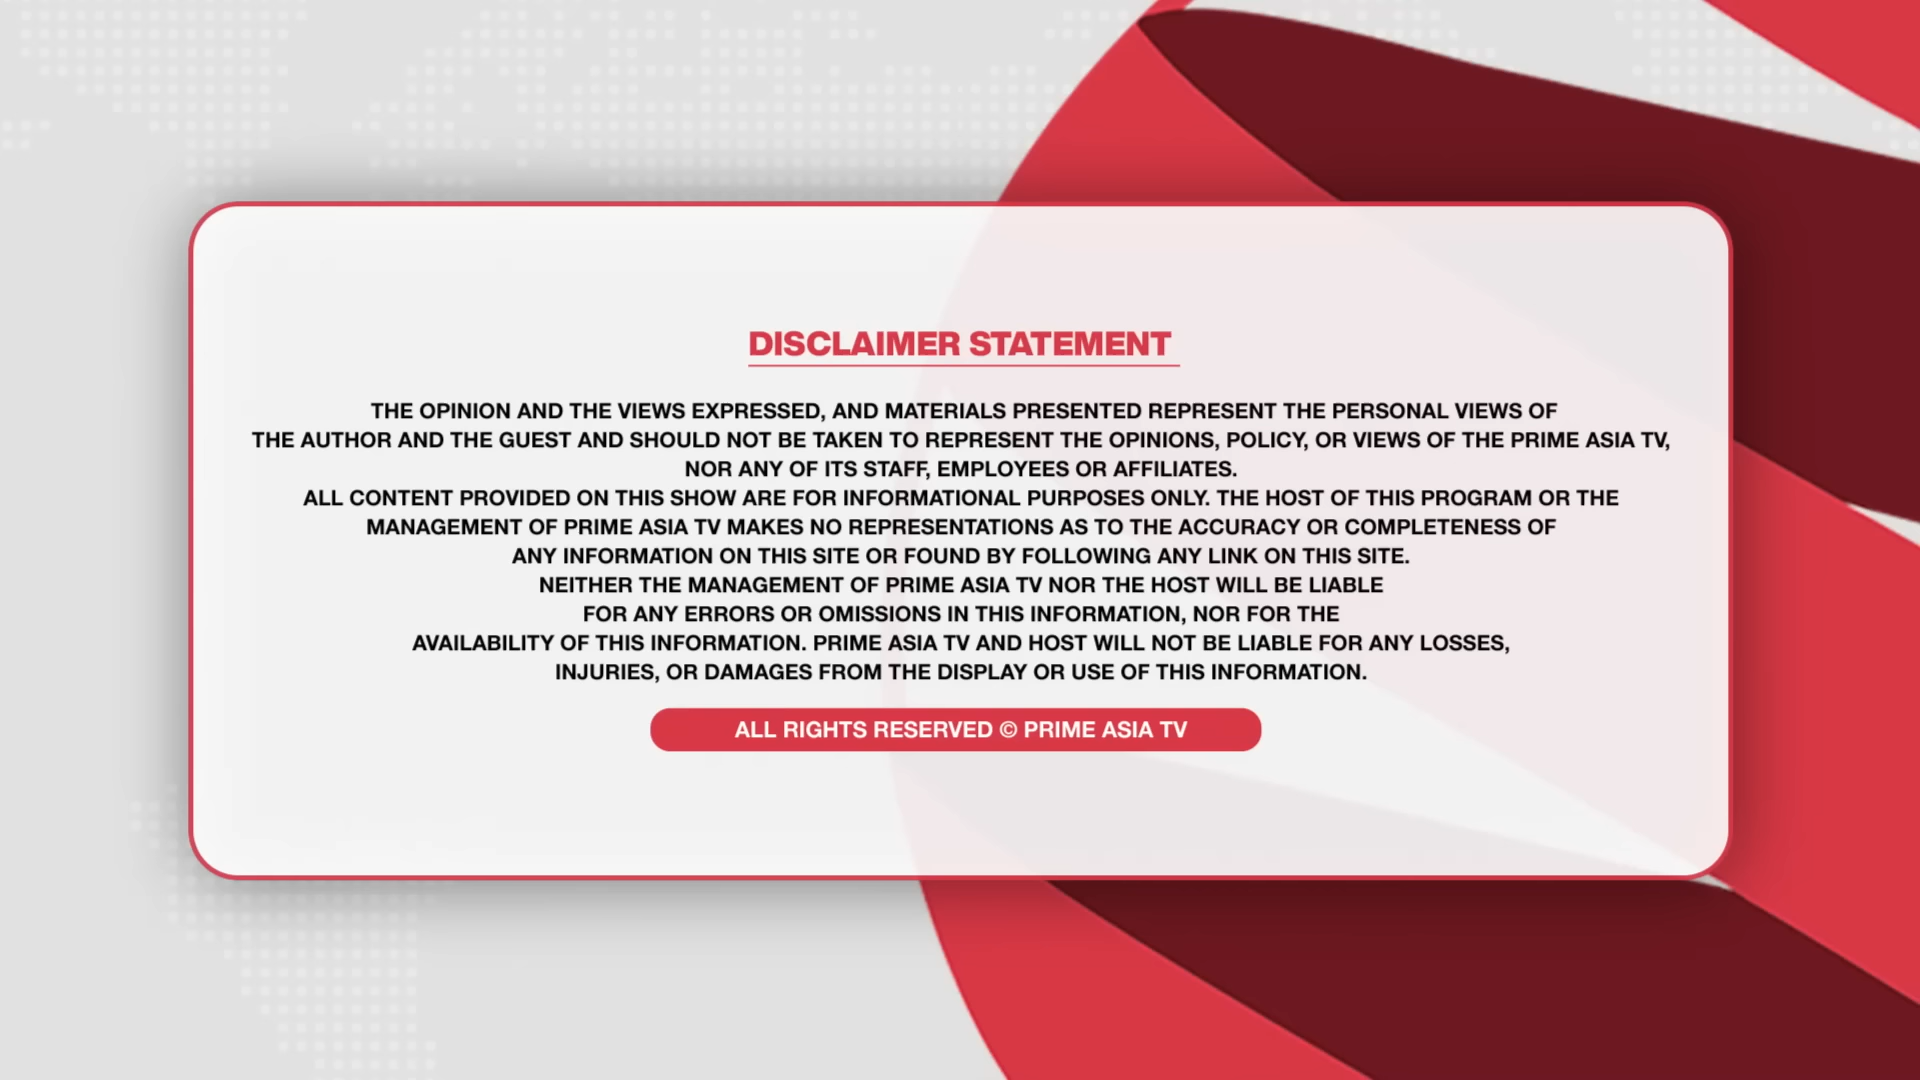 DISCLAIMER STATEMENT
THE OPINION AND THE VIEWS EXPRESSED, AND MATERIALS PRESENTED REPRESENT THE PERSONAL VIEWS OF
THE AUTHOR AND THE GUEST AND SHOULD NOT BE TAKEN TO REPRESENT THE OPINIONS, POLICY, OR VIEWS OF THE PRIME ASIA TV,
NOR ANY OF ITS STAFF, EMPLOYEES OR AFFILIATES.
ALL CONTENT PROVIDED ON THIS SHOW ARE FOR INFORMATIONAL PURPOSES ONLY. THE HOST OF THIS PROGRAM OR THE
MANAGEMENT OF PRIME ASIA TV MAKES NO REPRESENTATIONS AS TO THE ACCURACY OR COMPLETENESS OF
ANY INFORMATION ON THIS SITE OR FOUND BY FOLLOWING ANY LINK ON THIS SITE.
NEITHER THE MANAGEMENT OF PRIME ASIA TV NOR THE HOST WILL BE LIABLE
FOR ANY ERRORS OR OMISSIONS IN THIS INFORMATION, NOR FOR THE
AVAILABILITY OF THIS INFORMATION. PRIME ASIA TV AND HOST WILL NOT BE LIABLE FOR ANY LOSSES,
INJURIES, OR DAMAGES FROM THE DISPLAY OR USE OF THIS INFORMATION.
ALL RIGHTS RESERVED © PRIME ASIA TV